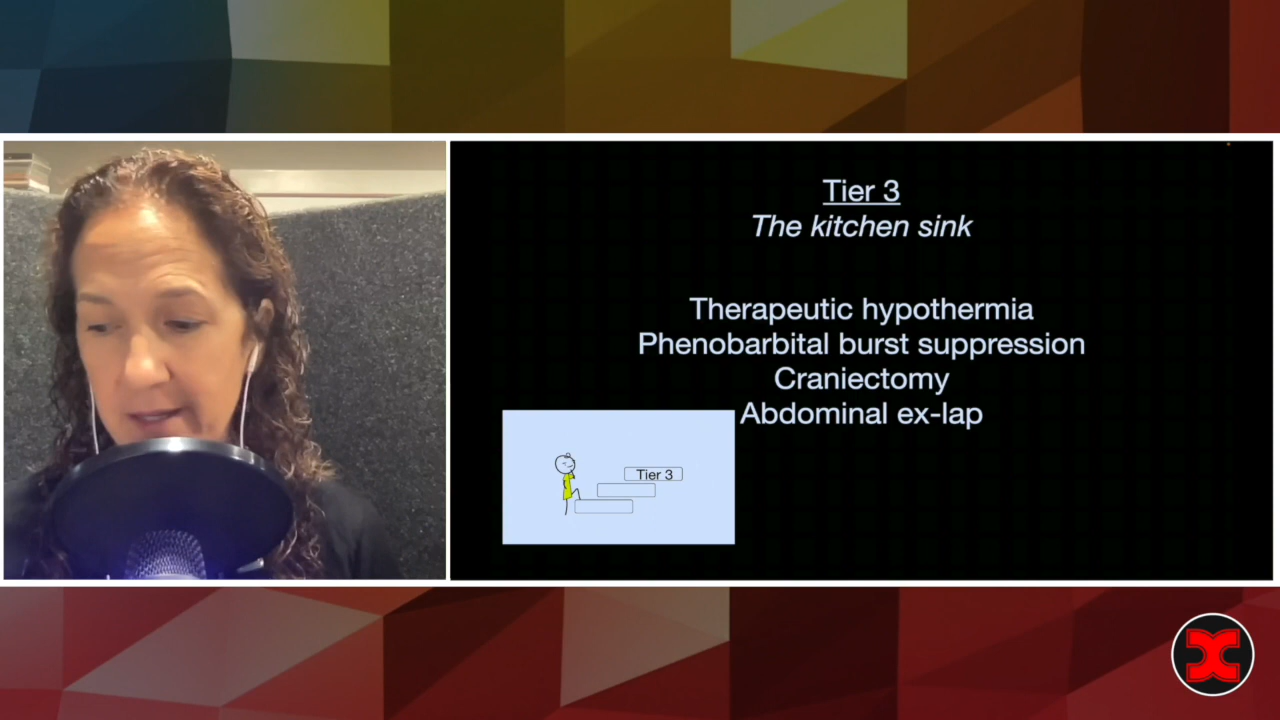 Tier 3
The kitchen sink
Therapeutic hypothermia
Phenobarbital burst suppression
Craniectomy
Abdominal ex-lap
Tier 3